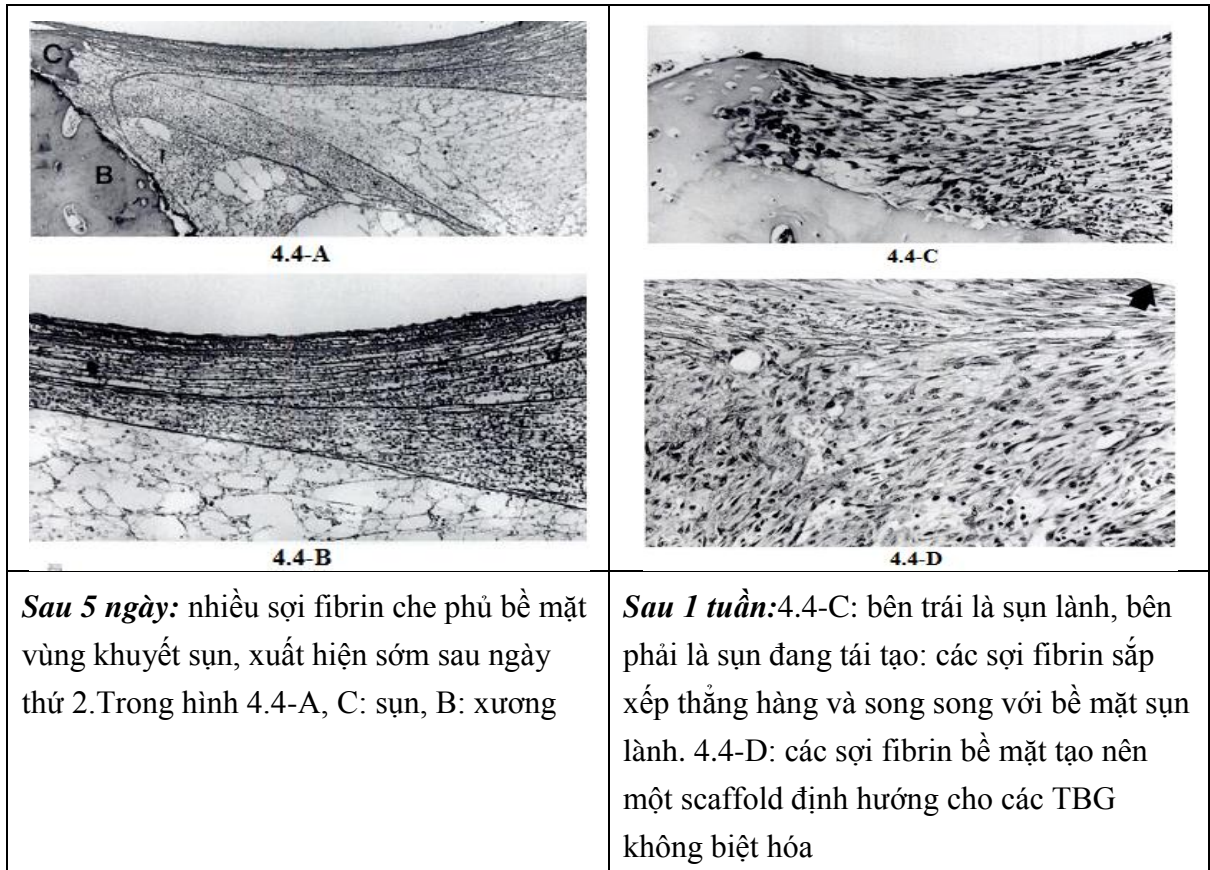 C
B
4.4-A
4.4-B
Sau 5 ngày: nhiều sợi fibrin che phủ bề mặt
vùng khuyết sụn, xuất hiện sớm sau ngày
thứ 2.Trong hình 4.4-A, C: sụn, B: xương
4.4-C
4.4-D
Sau 1 tuần:4.4-C: bên trái là sụn lành, bên
phải là sụn đang tái tạo: các sợi fibrin sắp
xếp thẳng hàng và song song với bề mặt sụn
lành. 4.4-D: các sợi fibrin bề mặt tạo nên
một scaffold định hướng cho các TBG
không biệt hóa